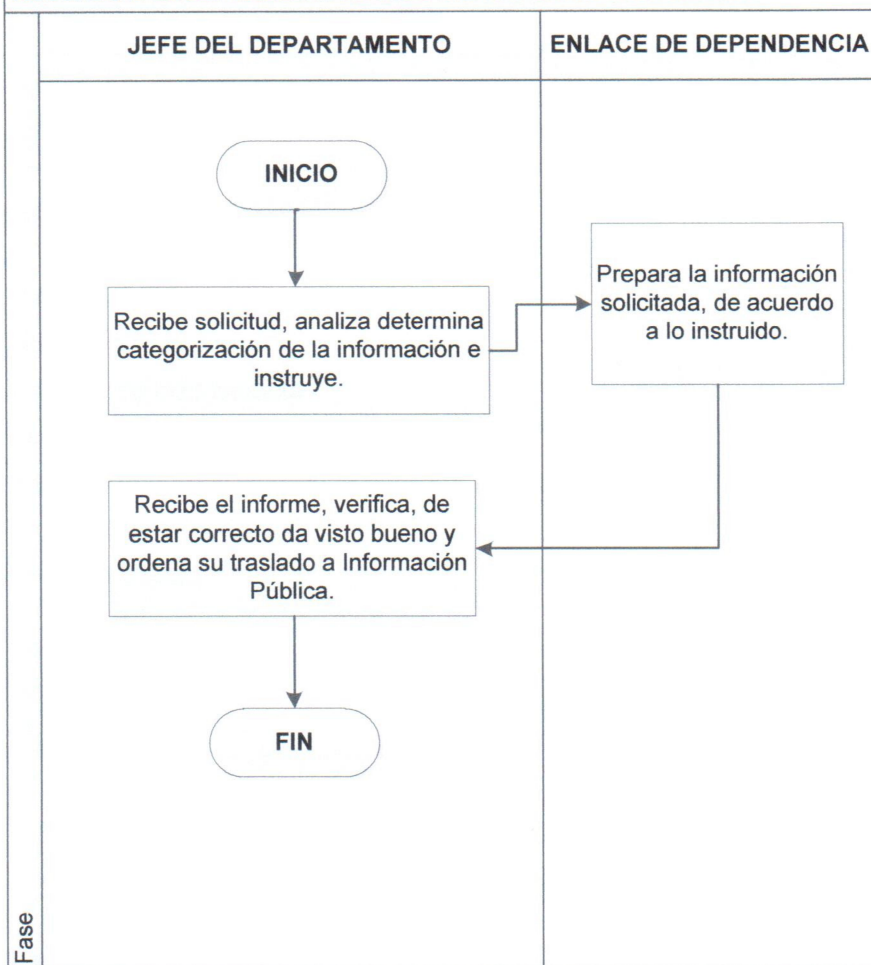 JEFE DEL DEPARTAMENTO
ENLACE DE DEPENDENCIA
INICIO
Recibe solicitud, analiza determina
categorización de la información e
instruye.
Prepara la información
solicitada, de acuerdo
a lo instruido.
Recibe el informe, verifica, de
estar correcto da visto bueno y
ordena su traslado a Información
Pública.
FIN
Fase